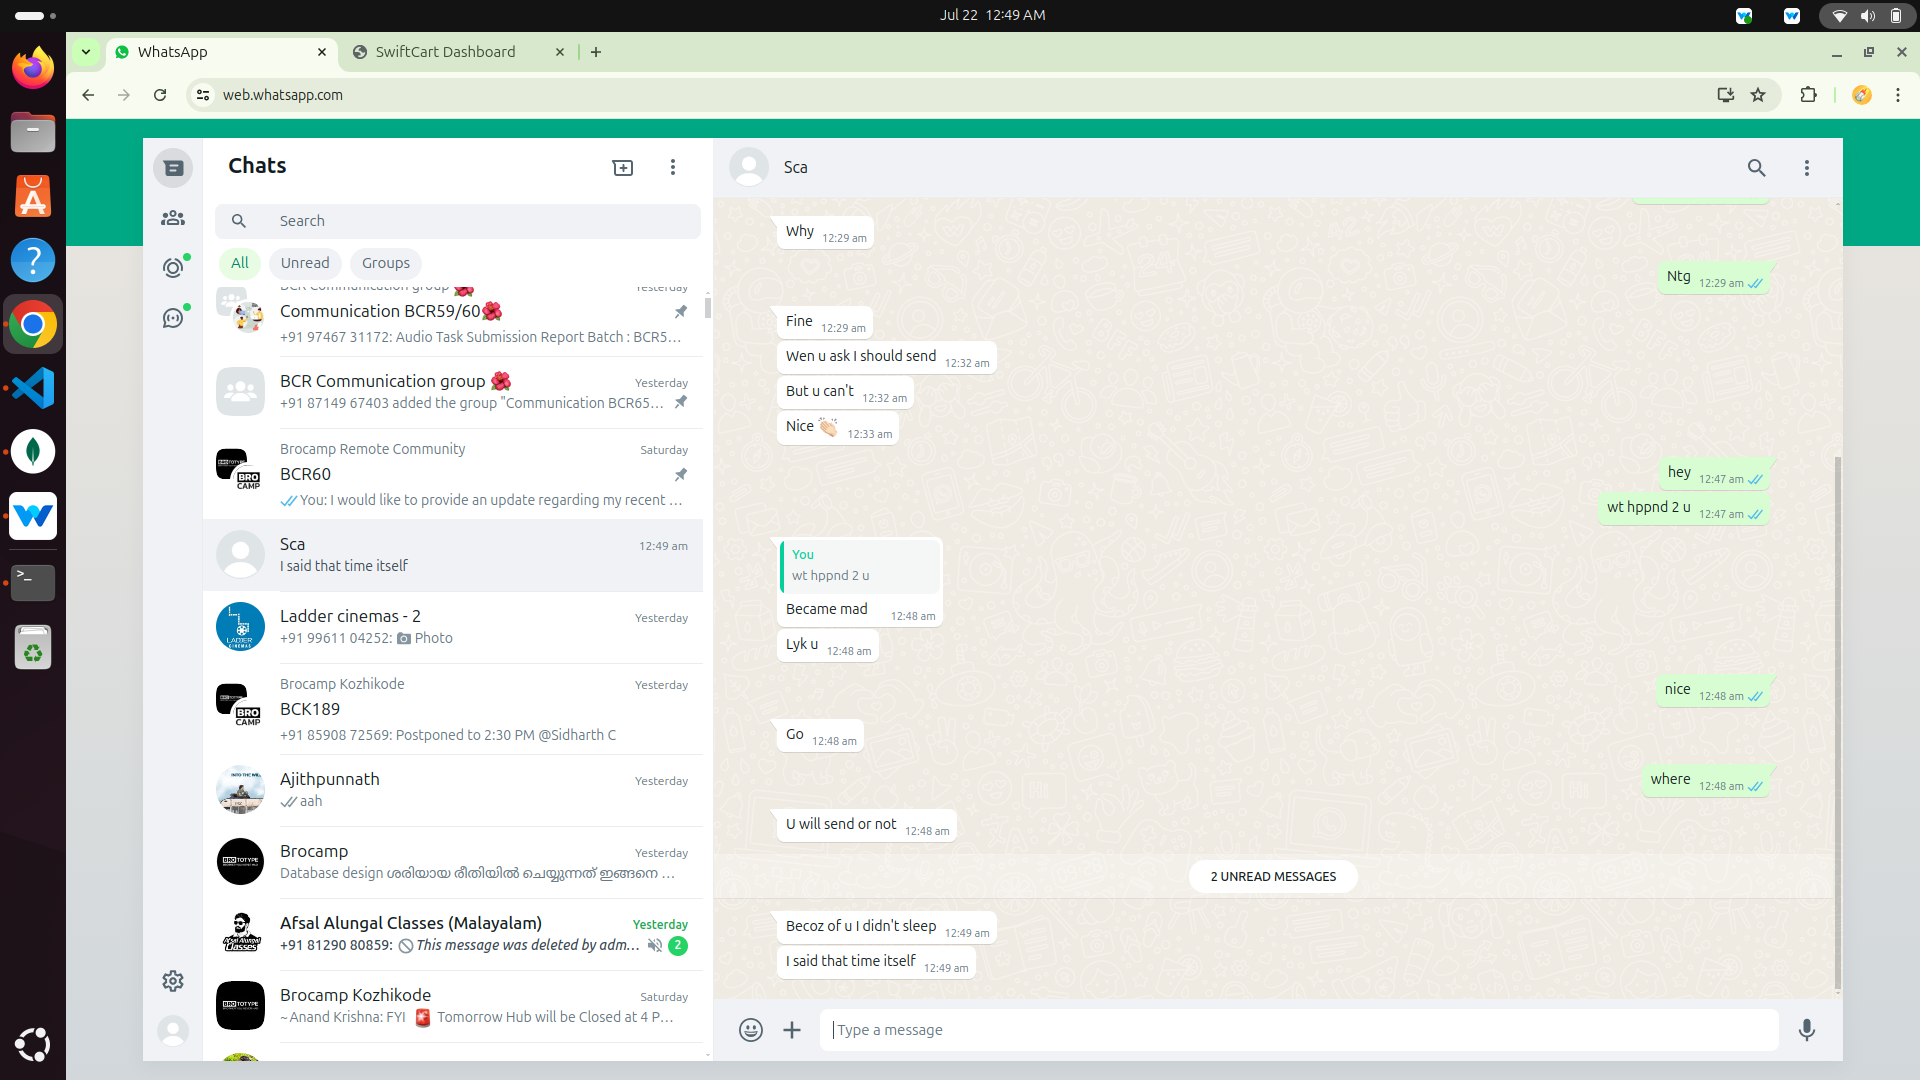 Jul 22 12:49 AM
WhatsApp
SwiftCart Dashboard
web.whatsapp.com
Chats
Search
All
Unread
Groups
BCR Communication group 🌺
Yesterday
Communication BCR59/60🌺
+91 97467 31172: Audio Task Submission Report Batch : BCR5…
BCR Communication group 🌺
Yesterday
+91 87149 67403 added the group "Communication BCR65…
Brocamp Remote Community
Saturday
BCR60
You: I would like to provide an update regarding my recent …
Sca
12:49 am
I said that time itself
Ladder cinemas - 2
Yesterday
+91 99611 04252: 📷 Photo
LADDER
CINEMAS
Brocamp Kozhikode
Yesterday
BCK189
+91 85908 72569: Postponed to 2:30 PM @Sidharth C
BRO
CAMP
Ajithpunnath
Yesterday
aah
Brocamp
Yesterday
Database design ശരിയായ രീതിയിൽ ചെയ്യുന്നത് ഇങ്ങനെ …
BROTOTYPE
Afsal Alungal Classes (Malayalam)
Yesterday
+91 81290 80859: 🚫 This message was deleted by adm…
2
Brocamp Kozhikode
Saturday
~ Anand Krishna: FYI 🚨 Tomorrow Hub will be Closed at 4 P…
Sca
Why 12:29 am
Ntg 12:29 am
Fine 12:29 am
Wen u ask I should send 12:32 am
But u can't 12:32 am
Nice 👏🏻 12:33 am
hey 12:47 am
wt hppnd 2 u 12:47 am
You
wt hppnd 2 u
Became mad 12:48 am
Lyk u 12:48 am
nice 12:48 am
Go 12:48 am
where 12:48 am
U will send or not 12:48 am
2 UNREAD MESSAGES
Becoz of u I didn't sleep 12:49 am
I said that time itself 12:49 am
Type a message